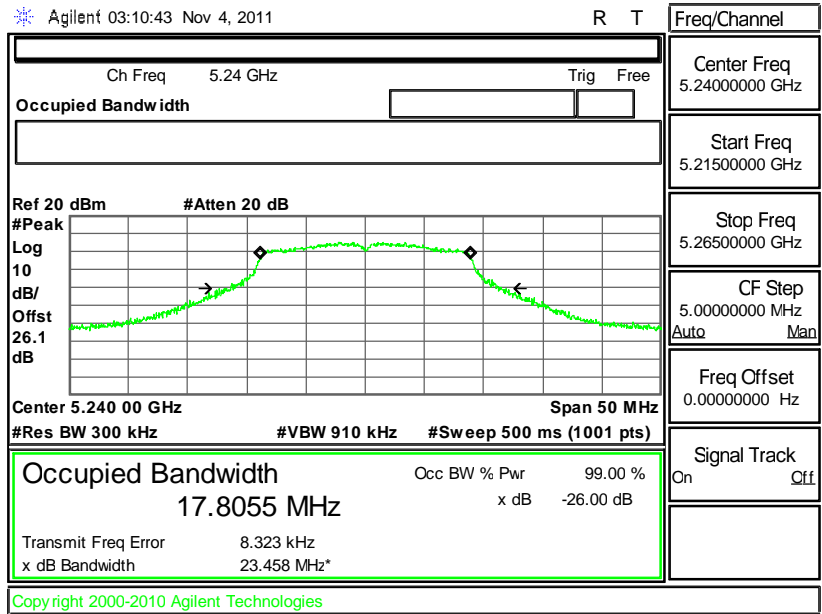 Agilent 03:10:43 Nov 4, 2011 R T
Freq/Channel
Ch Freq 5.24 GHz Trig Free
Occupied Bandwidth
Center Freq
5.24000000 GHz
Start Freq
5.21500000 GHz
Stop Freq
5.26500000 GHz
CF Step
5.00000000 MHz
Auto Man
Freq Offset
0.00000000 Hz
Signal Track
On Off
Ref 20 dBm #Atten 20 dB
#Peak
Log
10
dB/
Offst
26.1
dB
Center 5.240 00 GHz Span 50 MHz
#Res BW 300 kHz #VBW 910 kHz #Sweep 500 ms (1001 pts)
Occupied Bandwidth Occ BW % Pwr 99.00 %
17.8055 MHz x dB -26.00 dB
Transmit Freq Error 8.323 kHz
x dB Bandwidth 23.458 MHz*
Copyright 2000-2010 Agilent Technologies